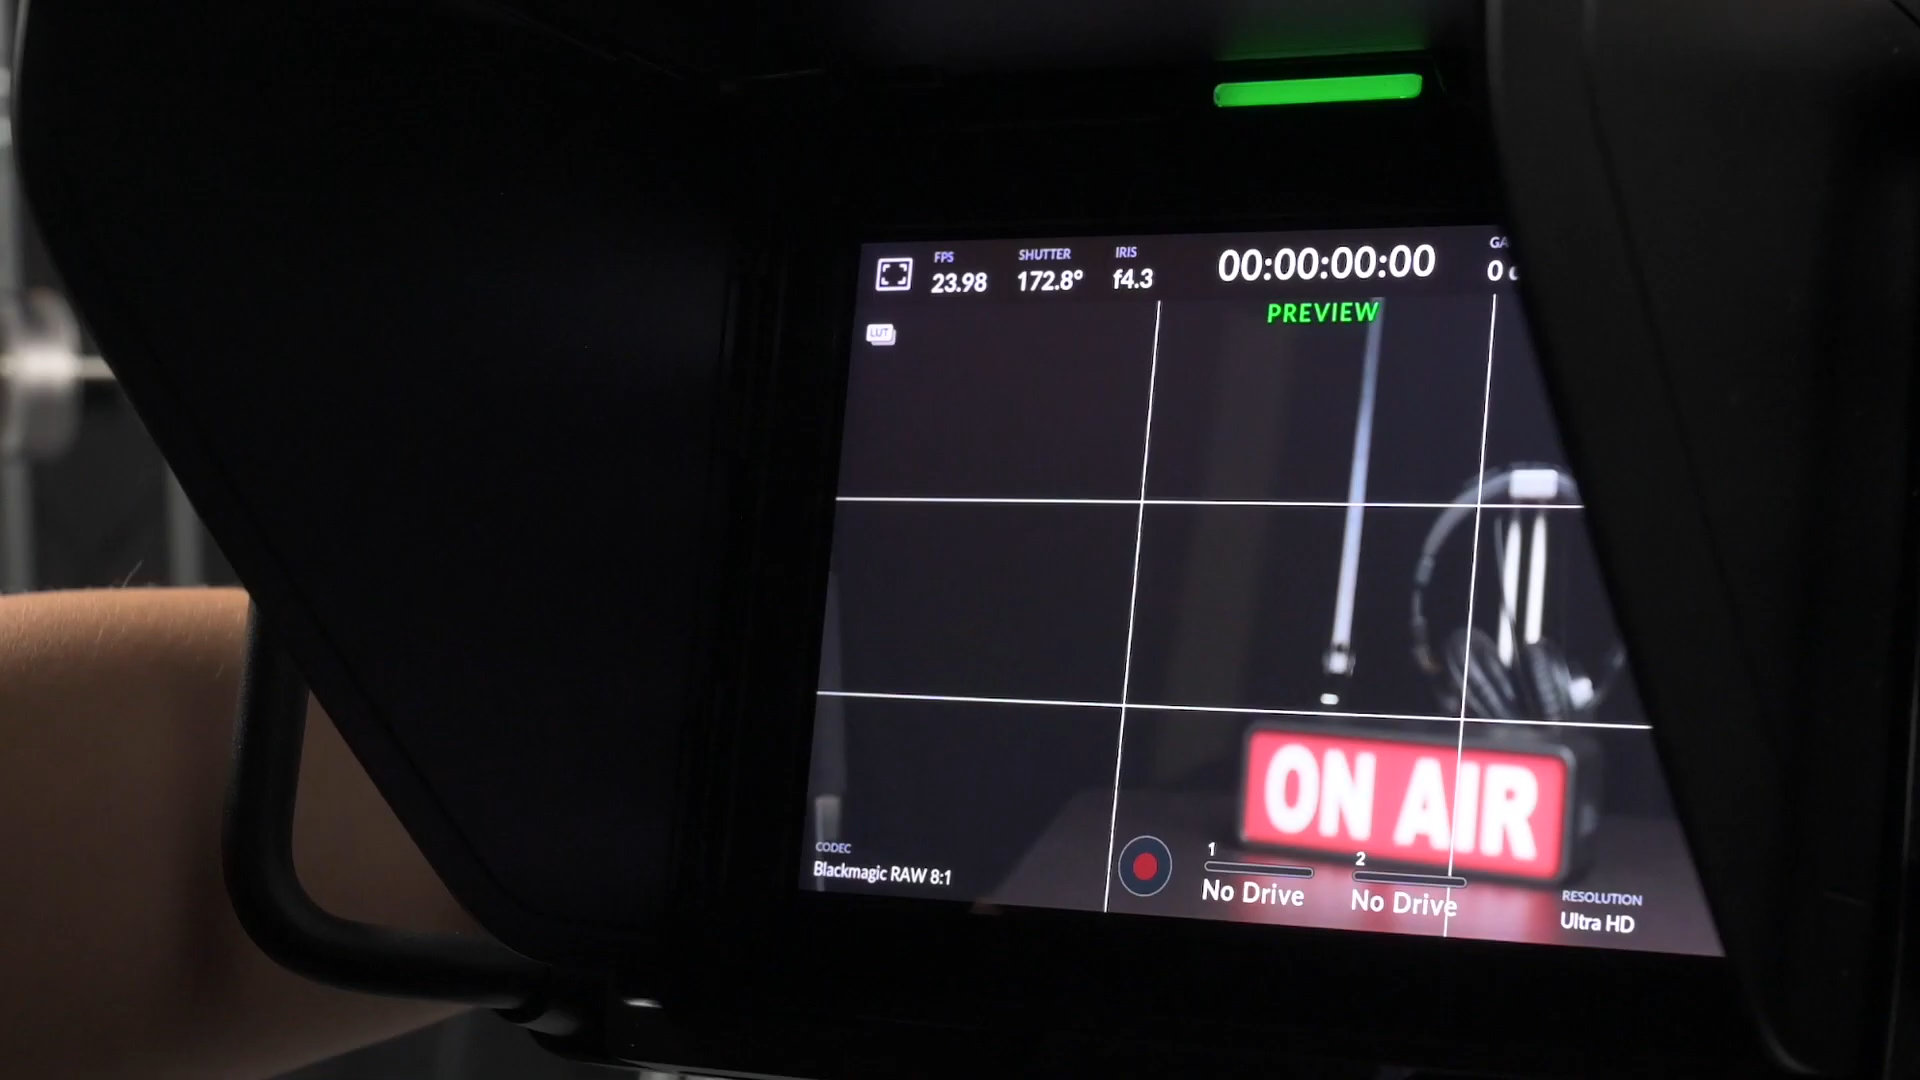 FPS
23.98
SHUTTER
172.8°
IRIS
f4.3
00:00:00:00
0
PREVIEW
LUT
ON AIR
CODEC
Blackmagic RAW 8:1
1
No Drive
2
No Drive
RESOLUTION
Ultra HD